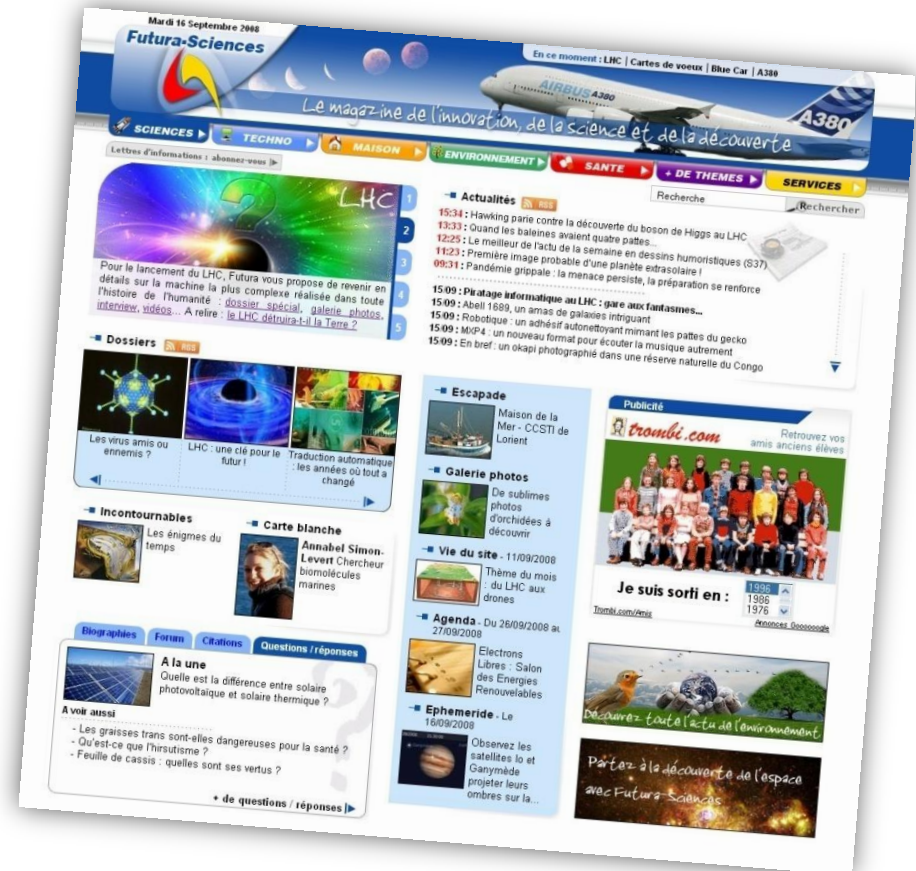 Mardi 16 Septembre 2008
Futura-Sciences
En ce moment : LHC | Cartes de voeux | Blue Car | A380
AIRBUS A380
A380
Le magazine de l'innovation, de la science et de la découverte
SCIENCES
TECHNO
MAISON
ENVIRONNEMENT
SANTE
+ DE THEMES
SERVICES
Lettres d'informations : abonnez-vous
Recherche
Rechercher
LHC
1
2
3
4
5
Pour le lancement du LHC, Futura vous propose de revenir en
détails sur la machine la plus complexe réalisée dans toute
l'histoire de l'humanité : dossier spécial, galerie photos,
interview, vidéos... A relire : le LHC détruira-t-il la Terre ?
Actualités RSS
15:34 : Hawking parie contre la découverte du boson de Higgs au LHC
13:33 : Quand les baleines avaient quatre pattes...
12:25 : Le meilleur de l'actu de la semaine en dessins humoristiques (S37)
11:23 : Première image probable d'une planète extrasolaire !
09:31 : Pandémie grippale : la menace persiste, la préparation se renforce
15/09 : Piratage informatique au LHC : gare aux fantasmes...
15/09 : Abell 1689, un amas de galaxies intriguant
15/09 : Robotique : un adhésif autonettoyant mimant les pattes du gecko
15/09 : MXP4 : un nouveau format pour écouter la musique autrement
15/09 : En bref : un okapi photographié dans une réserve naturelle du Congo
Dossiers RSS
Les virus amis ou
ennemis ?
LHC : une clé pour le
futur !
Traduction automatique
: les années où tout a
changé
Incontournables
Les énigmes du
temps
Carte blanche
Annabel Simon-
Levert Chercheur
biomolécules
marines
Biographies
Forum
Citations
Questions / réponses
A la une
Quelle est la différence entre solaire
photovoltaïque et solaire thermique ?
A voir aussi
- Les graisses trans sont-elles dangereuses pour la santé ?
- Qu'est-ce que l'hirsutisme ?
- Feuille de cassis : quelles sont ses vertus ?
+ de questions / réponses
Escapade
Maison de la
Mer - CCSTI de
Lorient
Galerie photos
De sublimes
photos
d'orchidées à
découvrir
Vie du site - 11/09/2008
Thème du mois
: du LHC aux
drones
Agenda - Du 26/09/2008 au
27/09/2008
Electrons
Libres : Salon
des Energies
Renouvelables
Ephemeride - Le
16/09/2008
Observez les
satellites Io et
Ganymède
projeter leurs
ombres sur la...
Publicité
trombi.com
Retrouvez vos
amis anciens élèves
Je suis sorti en :
1996
1986
1976
Trombi.com/Amis
Annonces Goooooogle
Découvrez toute l'actu de l'environnement
Partez à la découverte de l'espace
avec Futura-Sciences